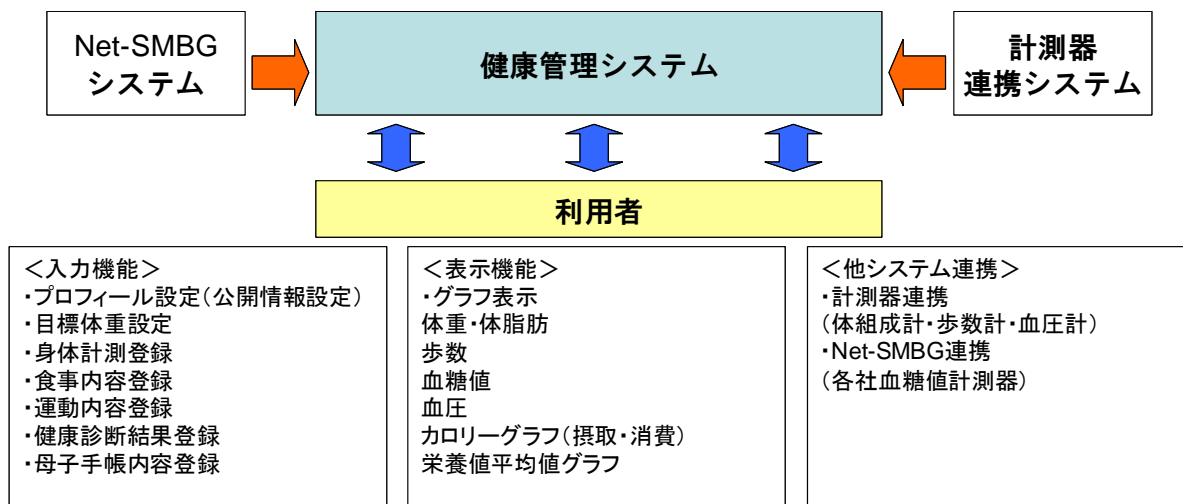 Net-SMBG
システム
健康管理システム
計測器
連携システム
利用者
＜入力機能＞
・プロフィール設定（公開情報設定）
・目標体重設定
・身体計測登録
・食事内容登録
・運動内容登録
・健康診断結果登録
・母子手帳内容登録
＜表示機能＞
・グラフ表示
体重・体脂肪
歩数
血糖値
血圧
カロリーグラフ（摂取・消費）
栄養値平均値グラフ
＜他システム連携＞
・計測器連携
（体組成計・歩数計・血圧計）
・Net-SMBG連携
（各社血糖値計測器）